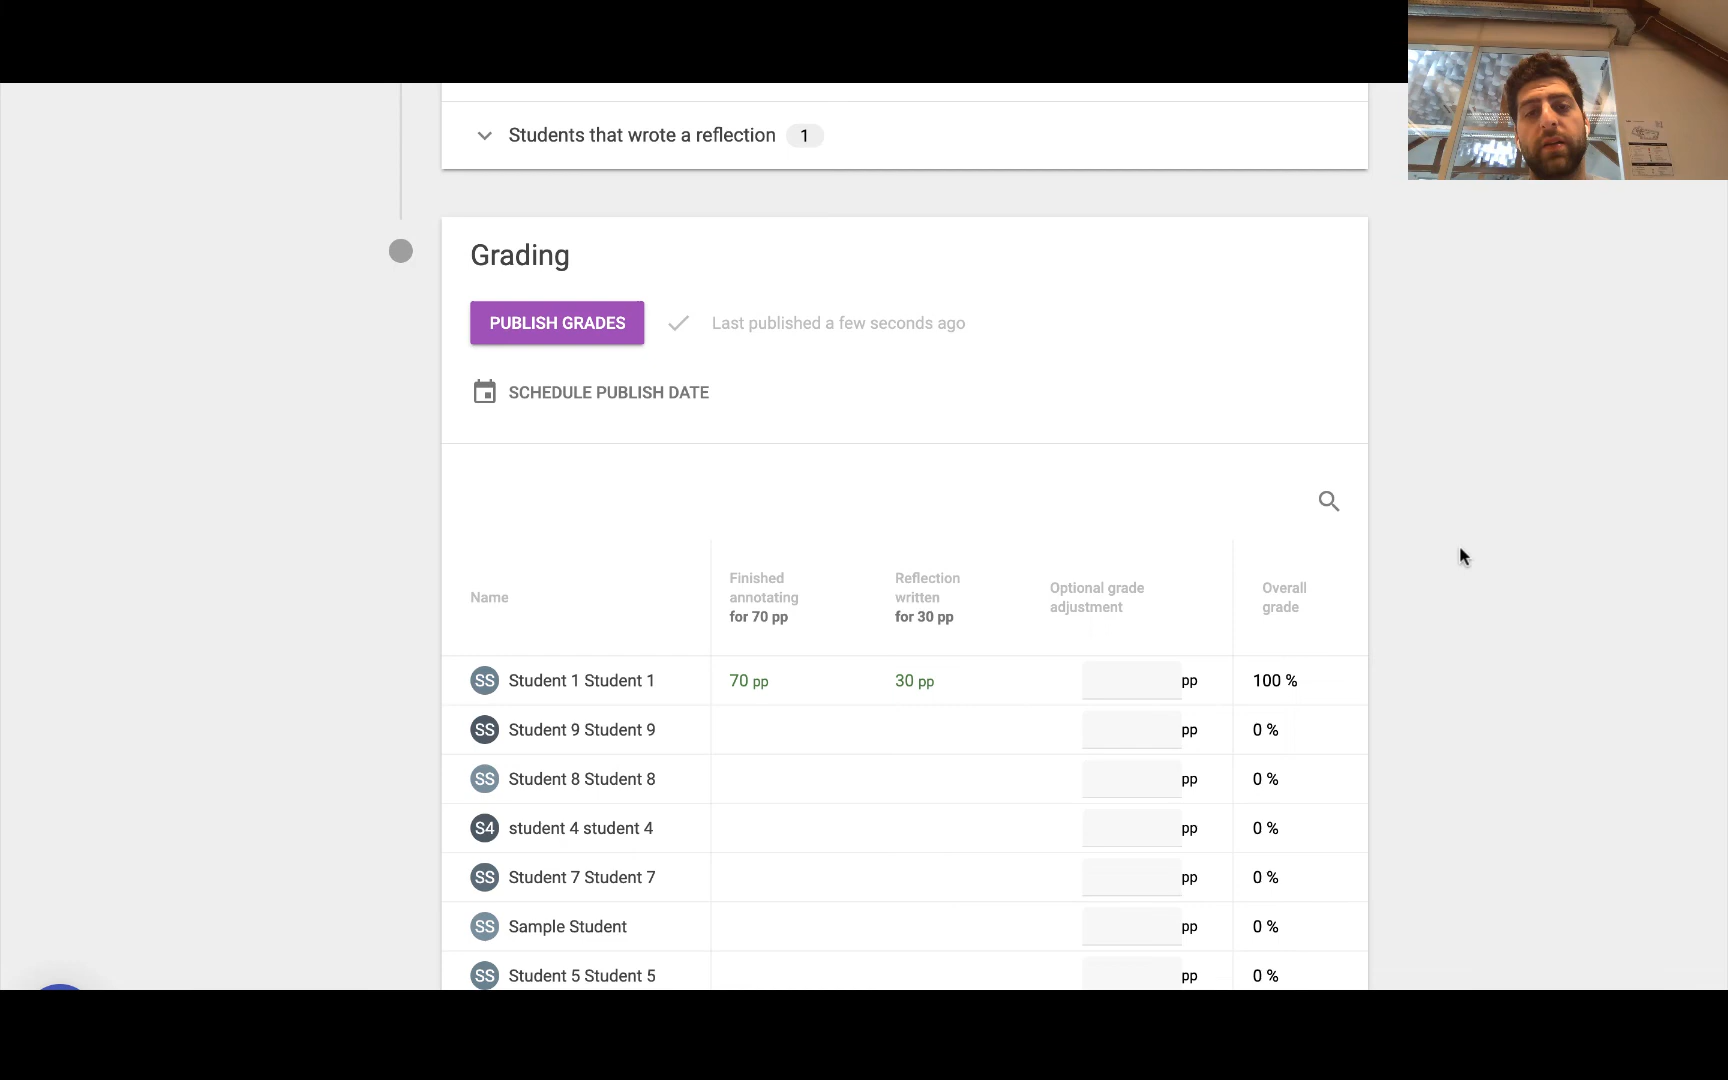 Students that wrote a reflection 1
Grading
PUBLISH GRADES Last published a few seconds ago
SCHEDULE PUBLISH DATE
Name
Finished
annotating
for 70 pp
Reflection
written
for 30 pp
Optional grade
adjustment
Overall
grade
SS Student 1 Student 1 70 pp 30 pp pp 100 %
SS Student 9 Student 9 pp 0 %
SS Student 8 Student 8 pp 0 %
S4 student 4 student 4 pp 0 %
SS Student 7 Student 7 pp 0 %
SS Sample Student pp 0 %
SS Student 5 Student 5 pp 0 %